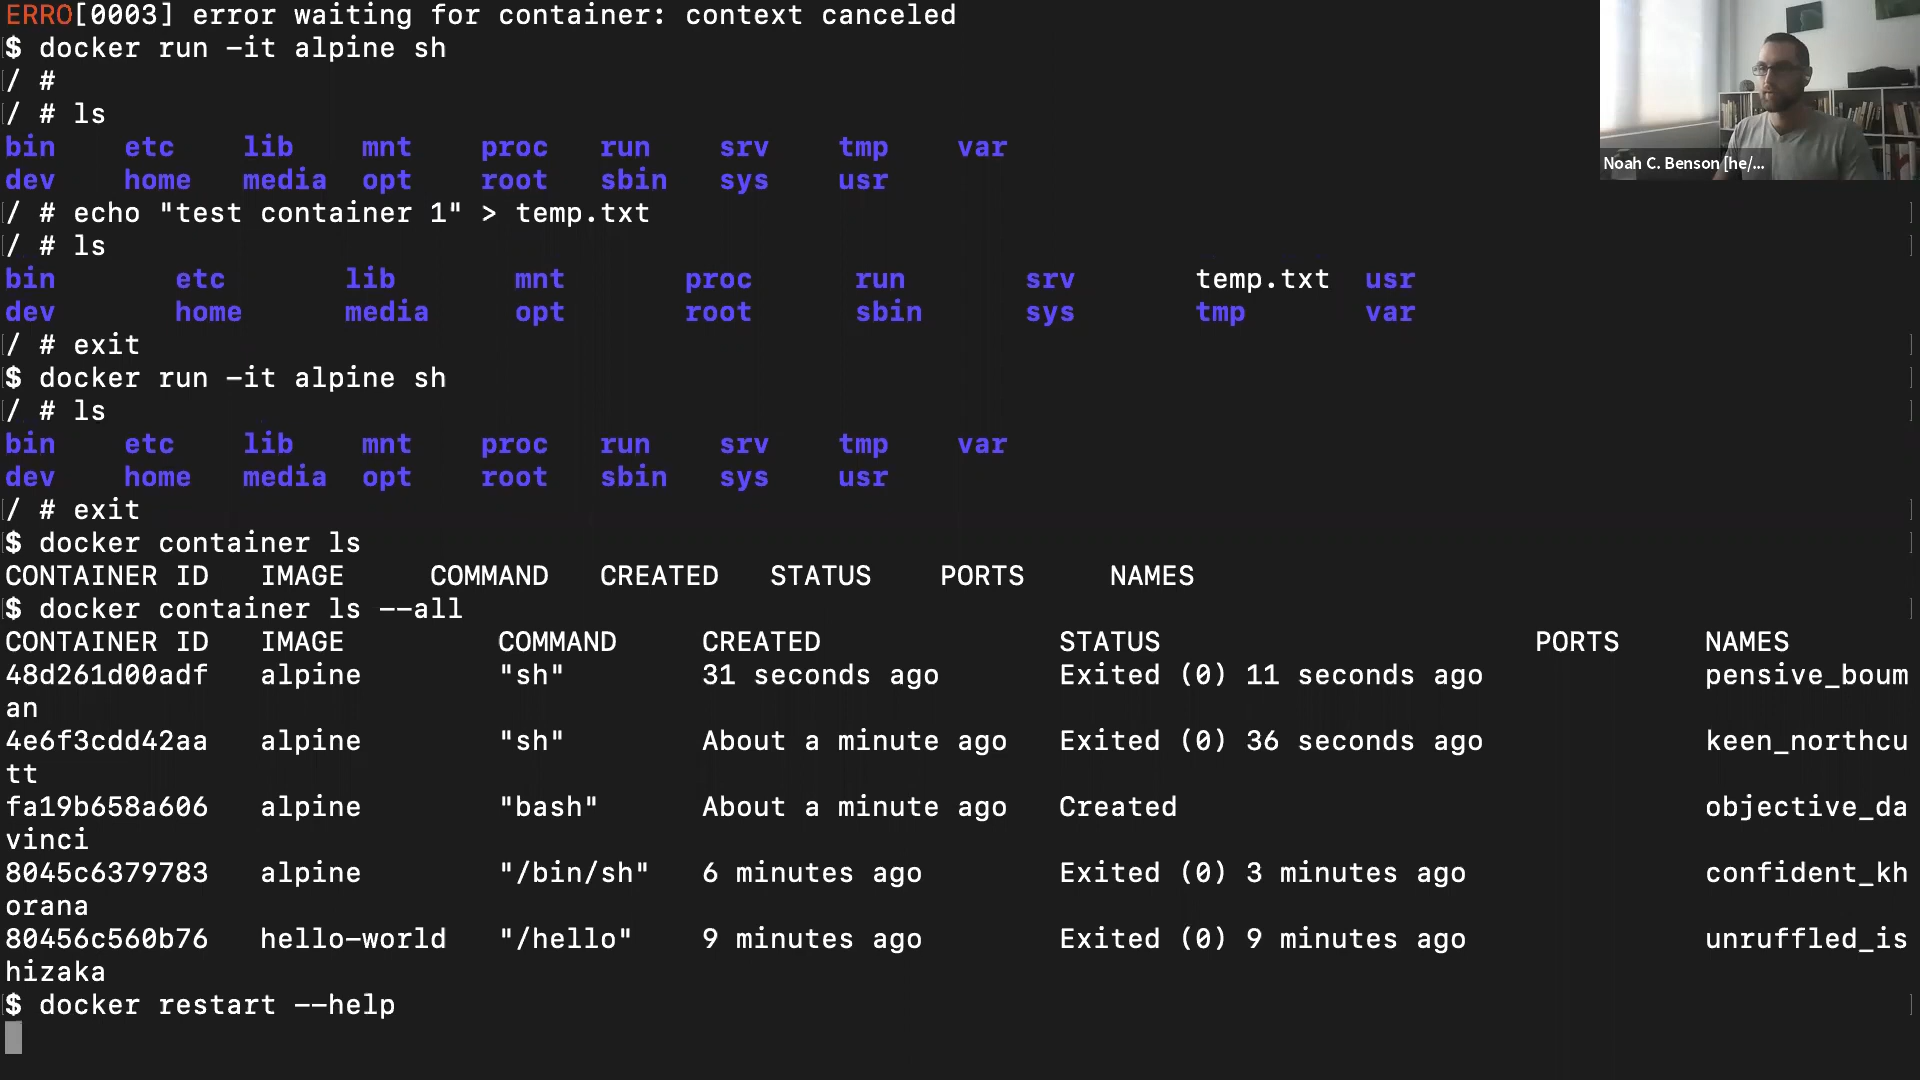 ERRO[0003] error waiting for container: context canceled
$ docker run -it alpine sh
/ #
/ # ls
bin etc lib mnt proc run srv tmp var
dev home media opt root sbin sys usr
/ # echo "test container 1" > temp.txt
/ # ls
bin etc lib mnt proc run srv temp.txt usr
dev home media opt root sbin sys tmp var
/ # exit
$ docker run -it alpine sh
/ # ls
bin etc lib mnt proc run srv tmp var
dev home media opt root sbin sys usr
/ # exit
$ docker container ls
CONTAINER ID IMAGE COMMAND CREATED STATUS PORTS NAMES
$ docker container ls --all
CONTAINER ID IMAGE COMMAND CREATED STATUS PORTS NAMES
48d261d00adf alpine "sh" 31 seconds ago Exited (0) 11 seconds ago pensive_boum
an
4e6f3cdd42aa alpine "sh" About a minute ago Exited (0) 36 seconds ago keen_northcu
tt
fa19b658a606 alpine "bash" About a minute ago Created objective_da
vinci
8045c6379783 alpine "/bin/sh" 6 minutes ago Exited (0) 3 minutes ago confident_kh
orana
80456c560b76 hello-world "/hello" 9 minutes ago Exited (0) 9 minutes ago unruffled_is
hizaka
$ docker restart --help
Noah C. Benson [he/...